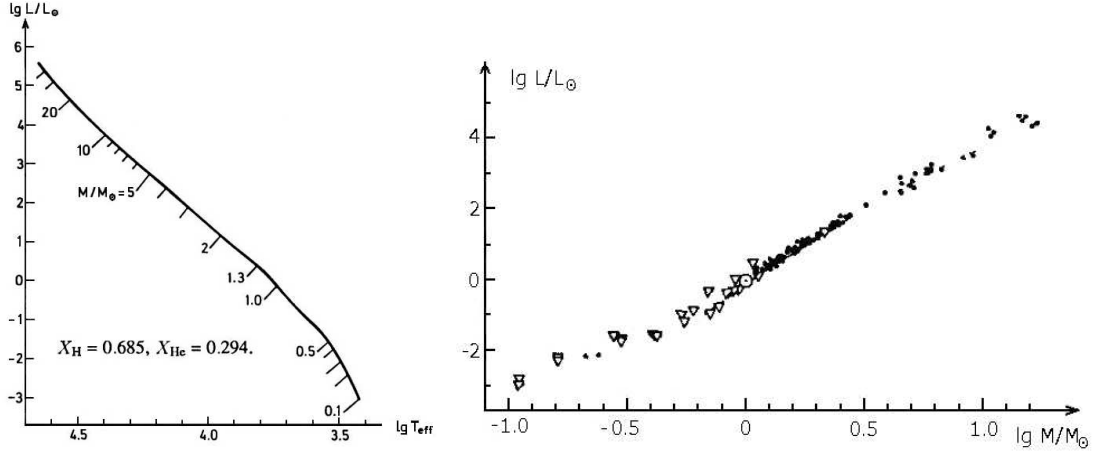 lg L/L⊙
6
5
4
3
2
1
0
-1
-2
-3
20
10
M/M⊙=5
2
1.3
1.0
0.5
0.1
X_H = 0.685, X_He = 0.294.
4.5 4.0 3.5
lg T_eff
lg L/L⊙
4
2
0
-2
-1.0 -0.5 0 0.5 1.0
lg M/M⊙